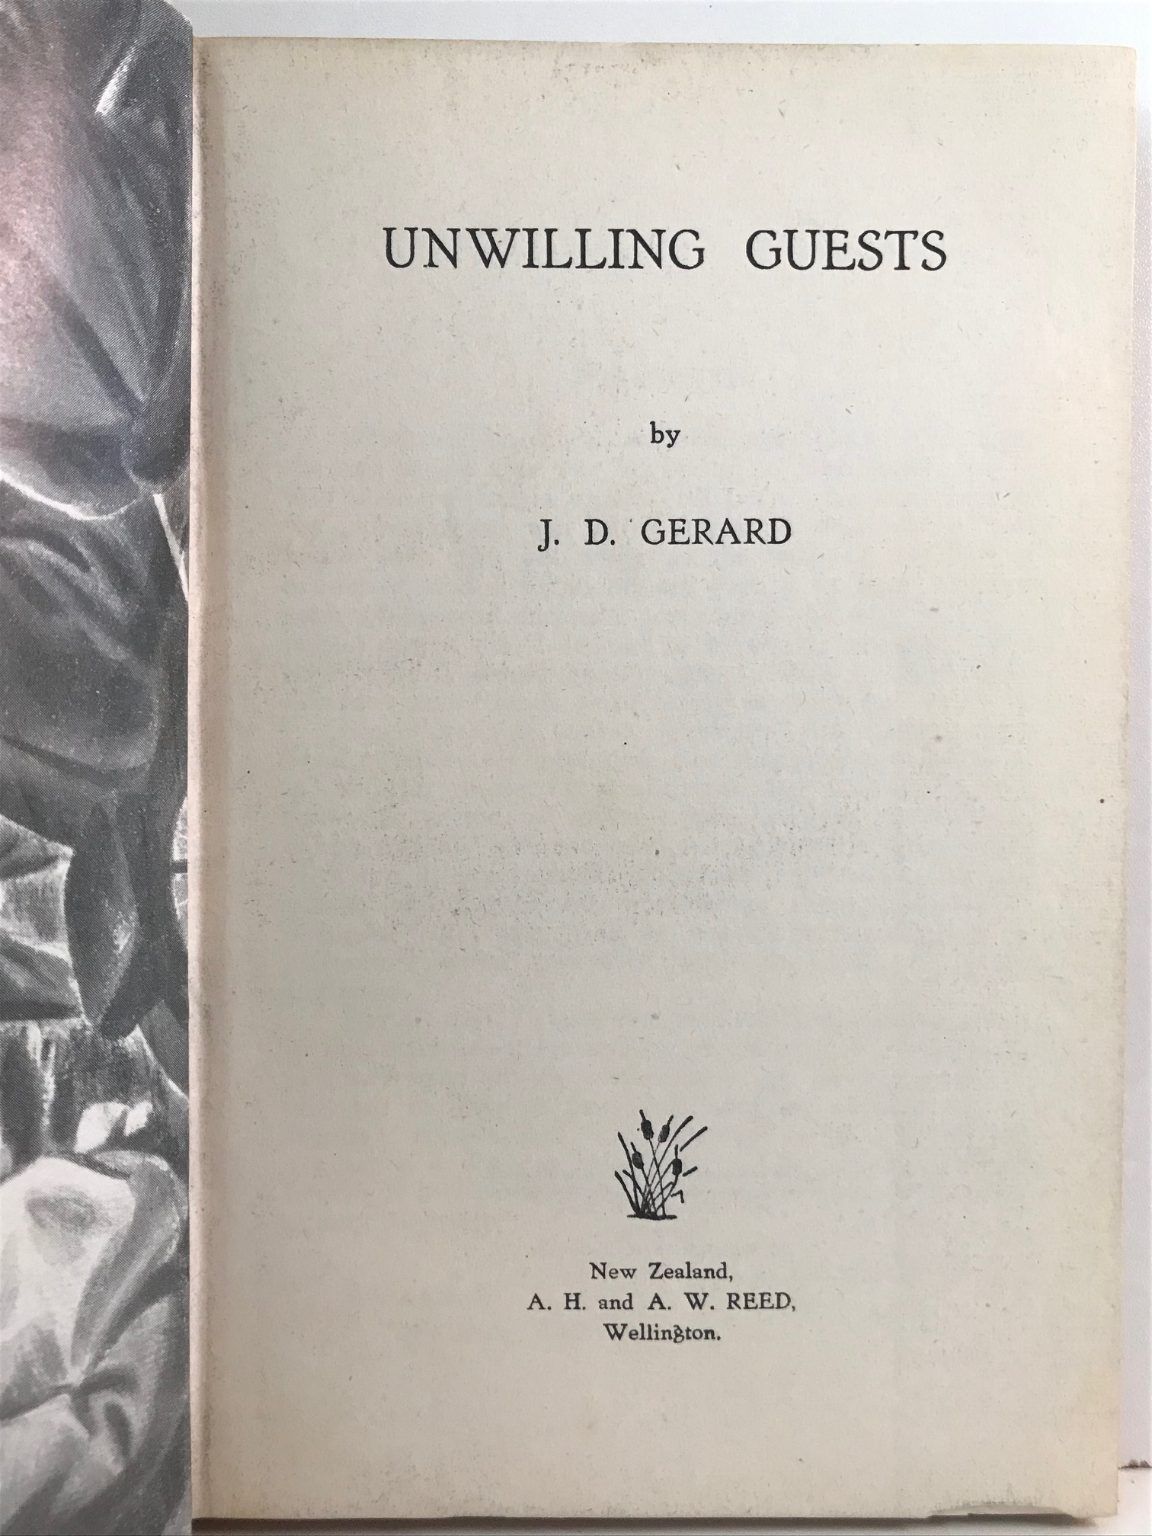 UNWILLING GUESTS
by
J. D. GERARD
New Zealand,
A. H. and A. W. REED,
Wellington.